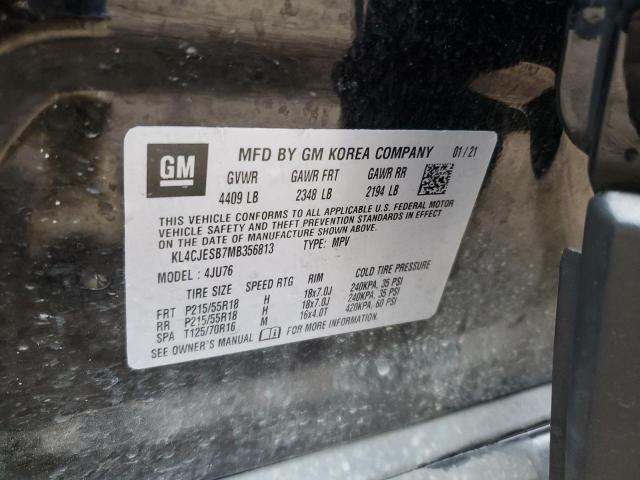 GM
MFD BY GM KOREA COMPANY 01/21
GVWR GAWR FRT GAWR RR
4409 LB 2348 LB 2194 LB
THIS VEHICLE CONFORMS TO ALL APPLICABLE U.S. FEDERAL MOTOR
VEHICLE SAFETY AND THEFT PREVENTION STANDARDS IN EFFECT
ON THE DATE OF MANUFACTURE SHOWN ABOVE.
KL4CJESB7MB356813 TYPE: MPV
MODEL: 4JU76
TIRE SIZE SPEED RTG RIM COLD TIRE PRESSURE
FRT P215/55R18 H 18x7.0J 240KPA, 35 PSI
RR P215/55R18 H 18x7.0J 240KPA, 35 PSI
SPA T125/70R16 M 16x4.0T 420KPA, 60 PSI
SEE OWNER'S MANUAL FOR MORE INFORMATION.